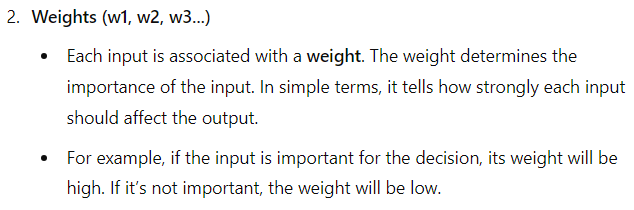 2. Weights (w1, w2, w3...)
• Each input is associated with a weight. The weight determines the
importance of the input. In simple terms, it tells how strongly each input
should affect the output.
• For example, if the input is important for the decision, its weight will be
high. If it's not important, the weight will be low.